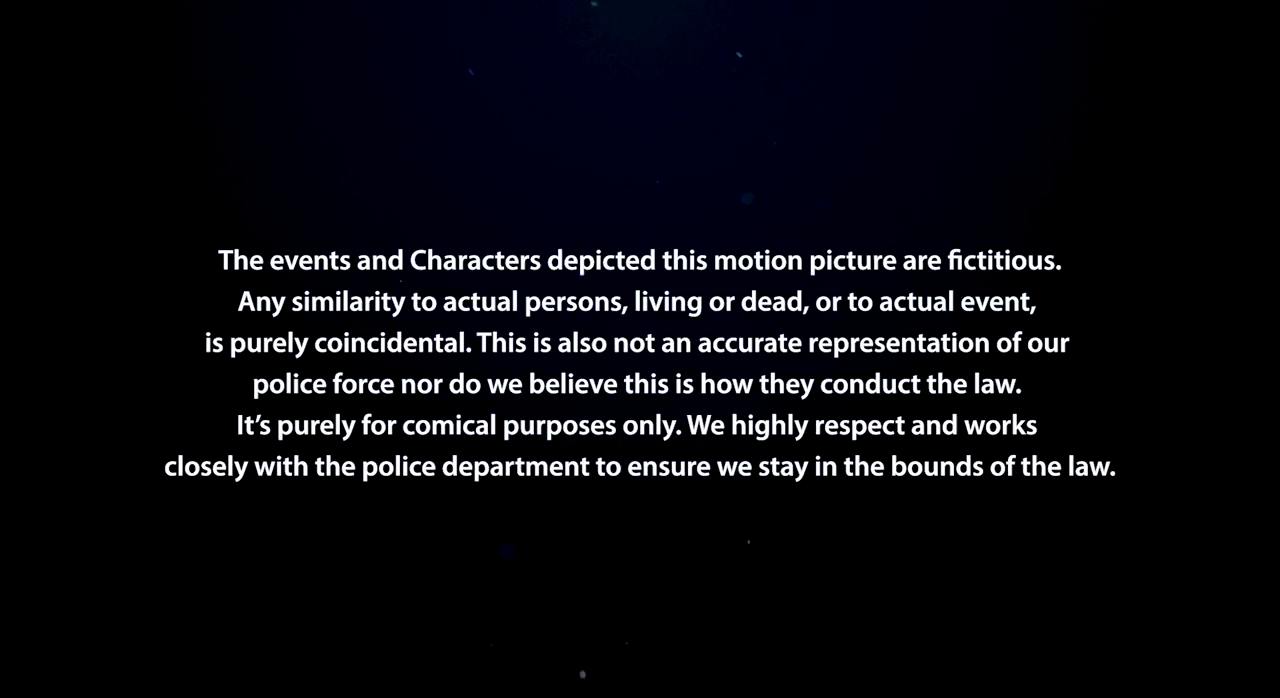 The events and Characters depicted this motion picture are fictitious.
Any similarity to actual persons, living or dead, or to actual event,
is purely coincidental. This is also not an accurate representation of our
police force nor do we believe this is how they conduct the law.
It’s purely for comical purposes only. We highly respect and works
closely with the police department to ensure we stay in the bounds of the law.